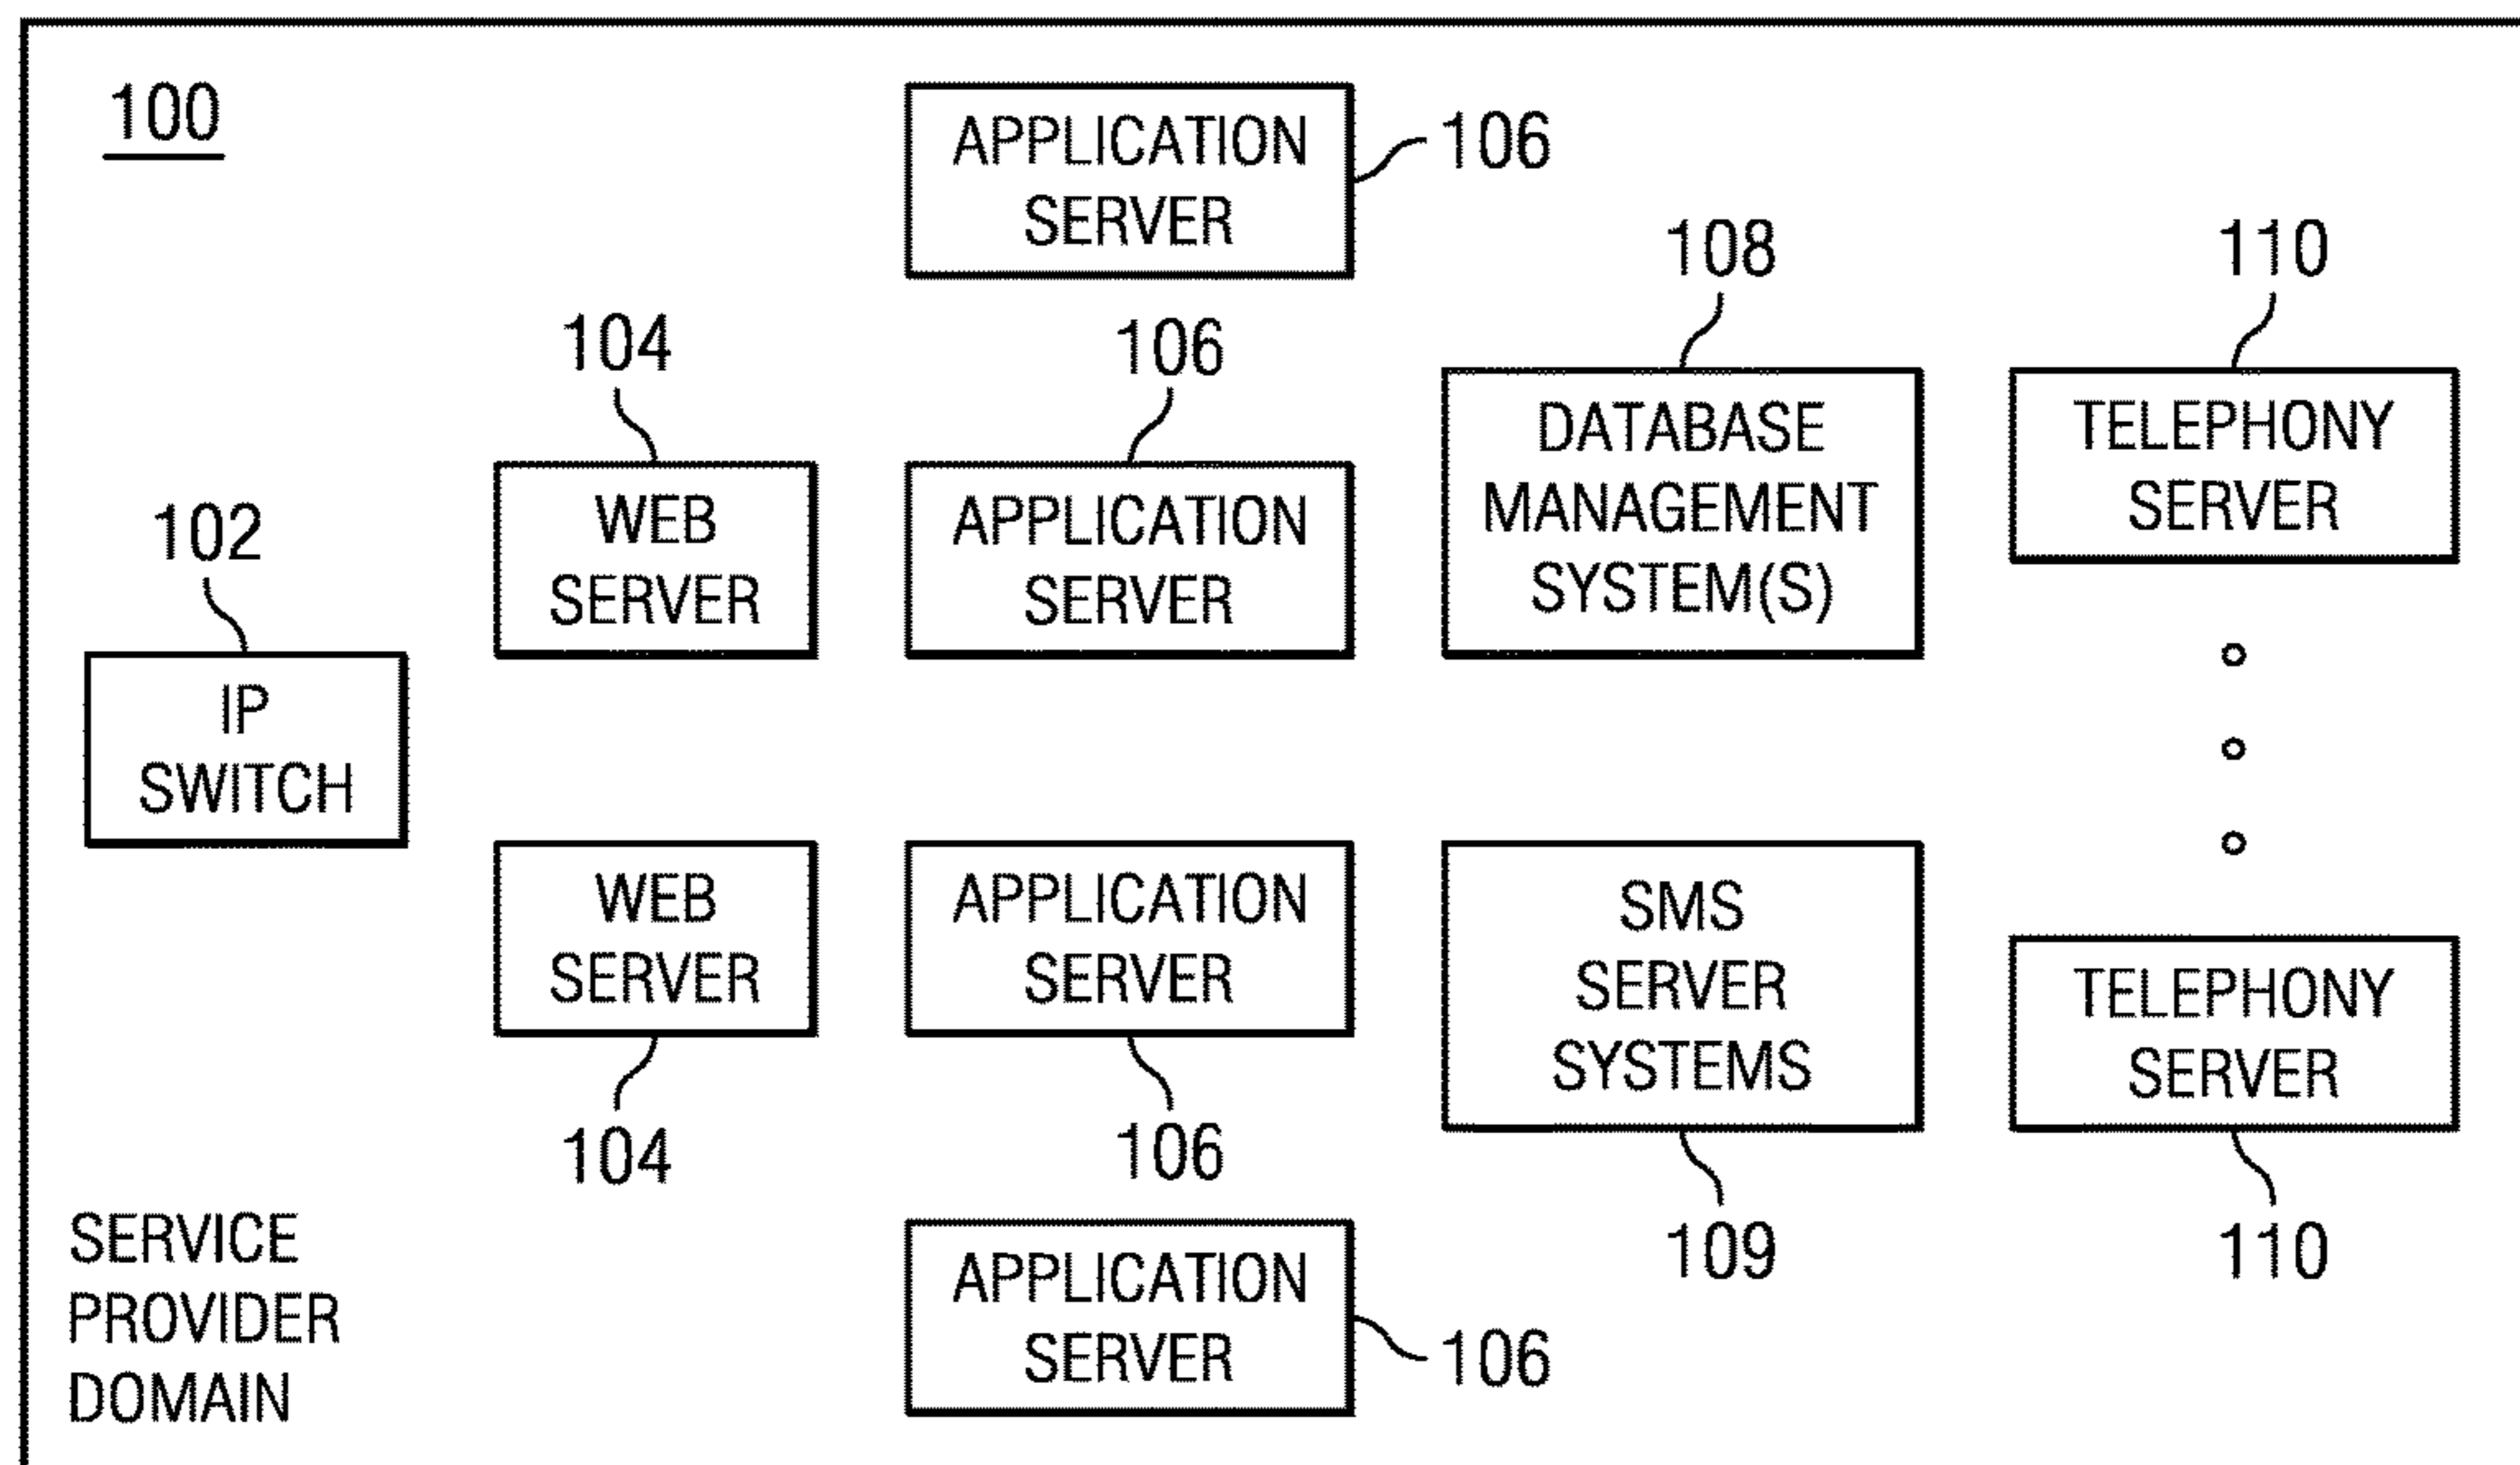 100
APPLICATION
SERVER
106
108
110
104
106
DATABASE
MANAGEMENT
SYSTEM(S)
TELEPHONY
SERVER
102
WEB
SERVER
APPLICATION
SERVER
IP
SWITCH
WEB
SERVER
APPLICATION
SERVER
SMS
SERVER
SYSTEMS
TELEPHONY
SERVER
104
106
109
110
SERVICE
PROVIDER
DOMAIN
APPLICATION
SERVER
106